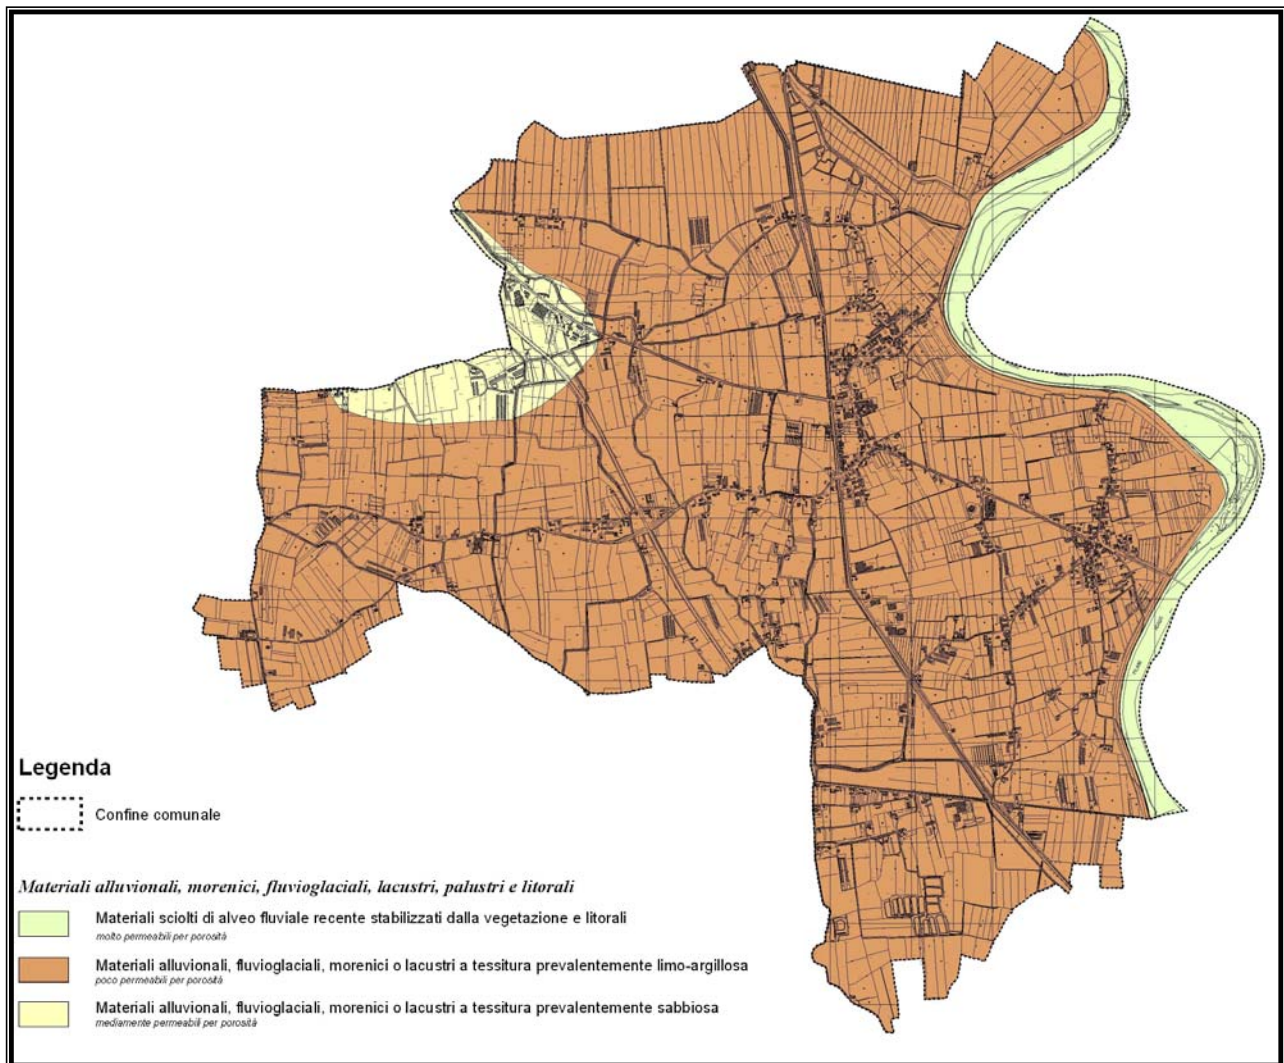 Legenda
Confine comunale
Materiali alluvionali, morenici, fluvioglaciali, lacustri, palustri e litorali
Materiali sciolti di alveo fluviale recente stabilizzati dalla vegetazione e litorali
molto permeabili per porosità
Materiali alluvionali, fluvioglaciali, morenici o lacustri a tessitura prevalentemente limo-argillosa
poco permeabili per porosità
Materiali alluvionali, fluvioglaciali, morenici o lacustri a tessitura prevalentemente sabbiosa
mediamente permeabili per porosità